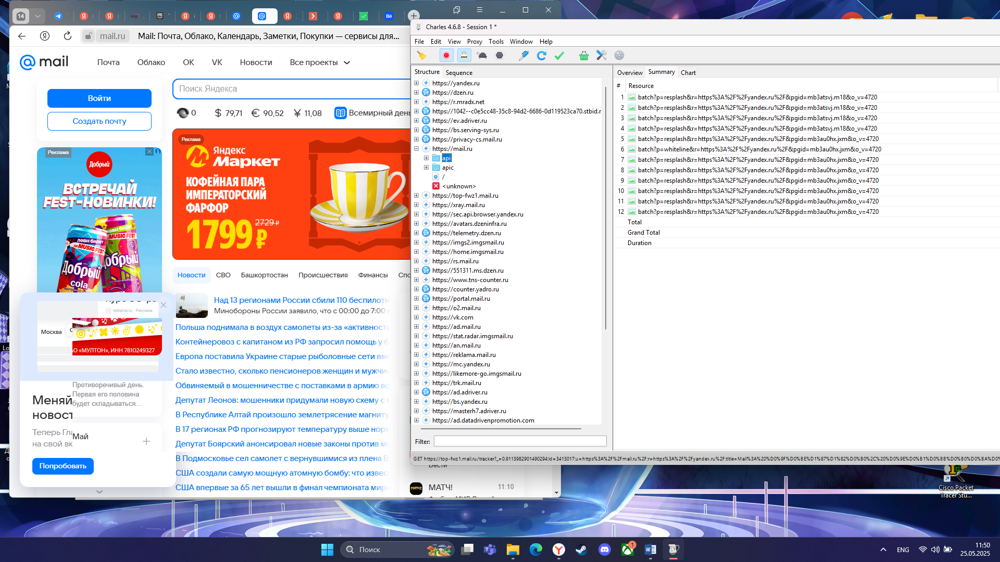 14
mail.ru
Mail: Почта, Облако, Календарь, Заметки, Покупки — сервисы для...
mail
Почта
Облако
ОК
VK
Новости
Все проекты
Войти
Создать почту
Поиск Яндекса
0
$ 79,71
€ 90,52
¥ 11,08
Всемирный день
Реклама
Добрый
ВСТРЕЧАЙ
FEST-НОВИНКИ!
ЛОВИ БИЛЕТ
НА MUSIC FEST
Добрый
cola
Реклама
Яндекс
Маркет
КОФЕЙНАЯ ПАРА
ИМПЕРАТОРСКИЙ
ФАРФОР
1799 ₽
2729 ₽
Новости
СВО
Башкортостан
Происшествия
Финансы
Над 13 регионами России сбили 110 беспилотн
Минобороны России заявило, что с 00:00 до 7:00
Польша поднимала в воздух самолеты из-за «активност
Контейнеровоз с капитаном из РФ запросил помощь у б
Европа поставила Украине старые рыболовные сети вме
Стало известно, сколько пенсионеров женщин и мужчин
Обвиняемый в мошенничестве с поставками в армию во
Депутат Леонов: мошенники придумали новую схему с
В Республике Алтай произошло землетрясение магниту
В 17 регионах РФ прогнозируют температуру выше норм
Депутат Боярский анонсировал новые законы против мо
В Подмосковье сел самолет с вернувшимися из плена В
США создали самую мощную атомную бомбу: что извес
США впервые за 65 лет вышли в финал чемпионата мира
reklama.ru Реклама
Москва
АО «МУЛТОН», ИНН 7810249327
Противоречивый день.
Первая его половина
будет складываться...
Меняй
новост
Теперь Гла
на свой вк
Май
Попробовать
Вести
МАТЧ!
11:10
Charles 4.6.8 - Session 1 *
File Edit View Proxy Tools Window Help
Structure
Sequence
https://yandex.ru
https://dzen.ru
https://r.mradx.net
https://1042--c0e5cc48-35c8-94d2-6686-0d119523ca70.stbid.r
https://ev.adriver.ru
https://bs.serving-sys.ru
https://privacy-cs.mail.ru
https://mail.ru
api
apic
/
<unknown>
https://top-fwz1.mail.ru
https://xray.mail.ru
https://sec.api.browser.yandex.ru
https://avatars.dzeninfra.ru
https://telemetry.dzen.ru
https://imgs2.imgsmail.ru
https://home.imgsmail.ru
https://rs.mail.ru
https://551311.ms.dzen.ru
https://www.tns-counter.ru
https://counter.yadro.ru
https://portal.mail.ru
https://o2.mail.ru
https://vk.com
https://ad.mail.ru
https://stat.radar.imgsmail.ru
https://an.mail.ru
https://reklama.mail.ru
https://mc.yandex.ru
https://likemore-go.imgsmail.ru
https://trk.mail.ru
https://ad.adriver.ru
https://bs.yandex.ru
https://masterh7.adriver.ru
https://ad.datadrivenpromotion.com
Filter:
Overview
Summary
Chart
# Resource
1 batch?p=resplash&r=https%3A%2F%2Fyandex.ru%2F&pgid=mb3atsvj.m18&o_v=4720
2 batch?p=resplash&r=https%3A%2F%2Fyandex.ru%2F&pgid=mb3atsvj.m18&o_v=4720
3 batch?p=resplash&r=https%3A%2F%2Fyandex.ru%2F&pgid=mb3atsvj.m18&o_v=4720
4 batch?p=resplash&r=https%3A%2F%2Fyandex.ru%2F&pgid=mb3atsvj.m18&o_v=4720
5 batch?p=resplash&r=https%3A%2F%2Fyandex.ru%2F&pgid=mb3au0hx.jxm&o_v=4720
6 batch?p=whiteline&r=https%3A%2F%2Fyandex.ru%2F&pgid=mb3au0hx.jxm&o_v=4720
7 batch?p=resplash&r=https%3A%2F%2Fyandex.ru%2F&pgid=mb3au0hx.jxm&o_v=4720
8 batch?p=resplash&r=https%3A%2F%2Fyandex.ru%2F&pgid=mb3au0hx.jxm&o_v=4720
9 batch?p=resplash&r=https%3A%2F%2Fyandex.ru%2F&pgid=mb3au0hx.jxm&o_v=4720
10 batch?p=resplash&r=https%3A%2F%2Fyandex.ru%2F&pgid=mb3au0hx.jxm&o_v=4720
11 batch?p=resplash&r=https%3A%2F%2Fyandex.ru%2F&pgid=mb3au0hx.jxm&o_v=4720
12 batch?p=resplash&r=https%3A%2F%2Fyandex.ru%2F&pgid=mb3au0hx.jxm&o_v=4720
Total
Grand Total
Duration
GET https://top-fwz1.mail.ru/tracker?_=0.9113982901490294;id=3413017;u=https%3A%2F%2Fmail.ru%2F;r=https%3A%2F%2Fyandex.ru%2F;title=Mail%3A%20%D0%9F%D0%BE%D1%87%D1%82%D0%B0%2C%20%D0%9E%D0%B1%D0%BB%D0%B0%D0%BA%D0%
Cisco Packet
Tracer Stu...
Поиск
1
ENG
11:50
25.05.2025